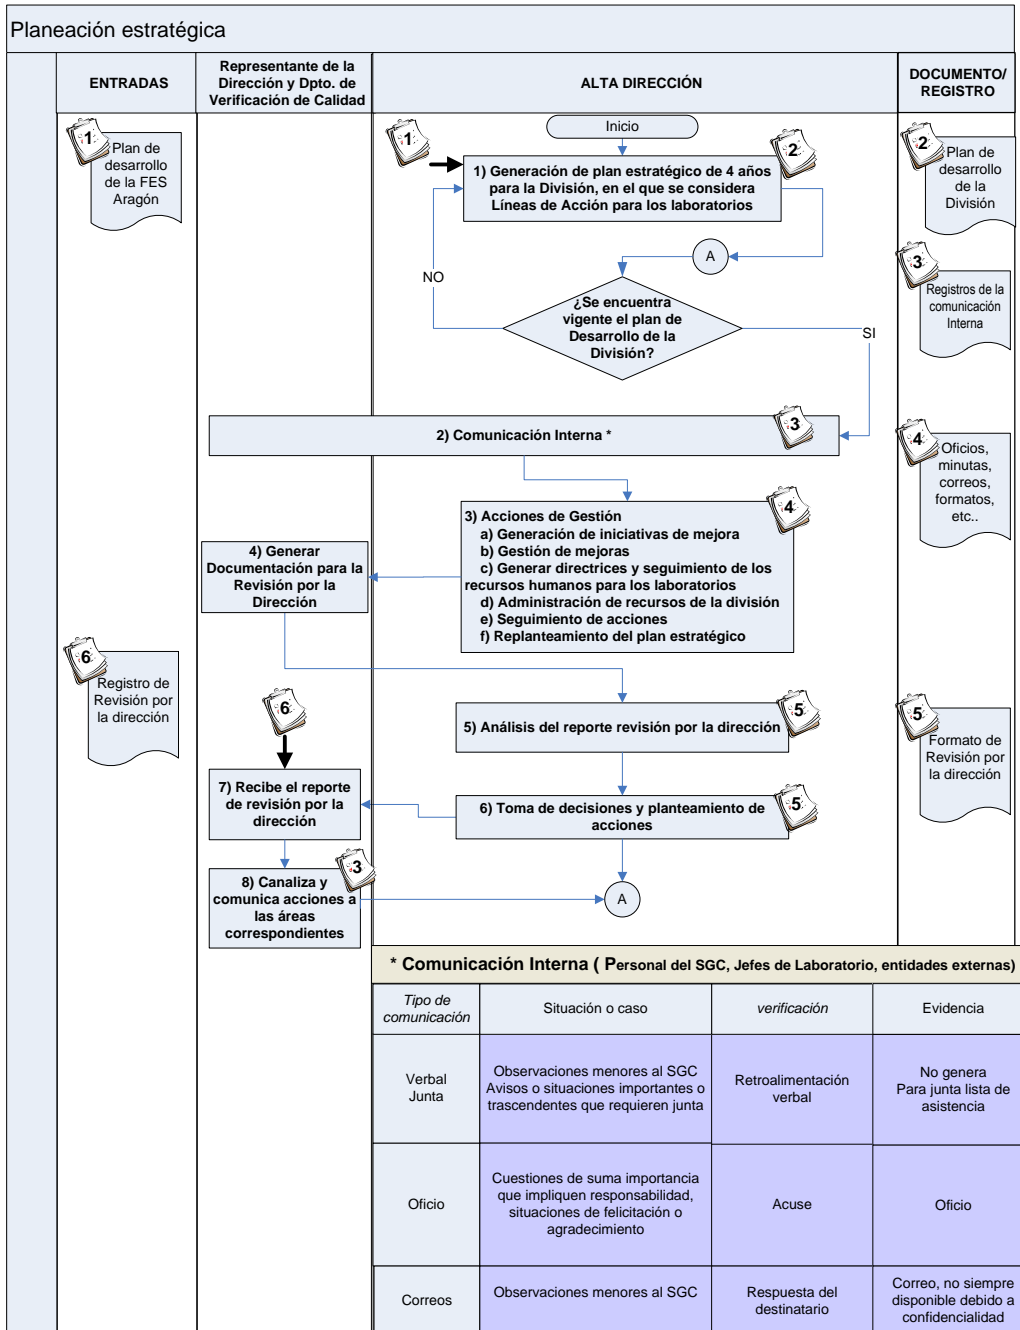 Planeación estratégica
ENTRADAS
Representante de la
Dirección y Dpto. de
Verificación de Calidad
ALTA DIRECCIÓN
DOCUMENTO/
REGISTRO
1
Plan de
desarrollo
de la FES
Aragón
1
Inicio
2
1) Generación de plan estratégico de 4 años
para la División, en el que se considera
Líneas de Acción para los laboratorios
2
Plan de
desarrollo
de la
División
A
NO
¿Se encuentra
vigente el plan de
Desarrollo de la
División?
SI
3
Registros de la
comunicación
Interna
2) Comunicación Interna *
3
4
Oficios,
minutas,
correos,
formatos,
etc..
3) Acciones de Gestión
a) Generación de iniciativas de mejora
b) Gestión de mejoras
c) Generar directrices y seguimiento de los
recursos humanos para los laboratorios
d) Administración de recursos de la división
e) Seguimiento de acciones
f) Replanteamiento del plan estratégico
4
4) Generar
Documentación para la
Revisión por la
Dirección
6
Registro de
Revisión por
la dirección
6
5) Análisis del reporte revisión por la dirección
5
5
Formato de
Revisión por
la dirección
7) Recibe el reporte
de revisión por la
dirección
6) Toma de decisiones y planteamiento de
acciones
5
8) Canaliza y
comunica acciones a
las áreas
correspondientes
3
A
* Comunicación Interna ( Personal del SGC, Jefes de Laboratorio, entidades externas)
Tipo de
comunicación
Situación o caso
verificación
Evidencia
Verbal
Junta
Observaciones menores al SGC
Avisos o situaciones importantes o
trascendentes que requieren junta
Retroalimentación
verbal
No genera
Para junta lista de
asistencia
Oficio
Cuestiones de suma importancia
que impliquen responsabilidad,
situaciones de felicitación o
agradecimiento
Acuse
Oficio
Correos
Observaciones menores al SGC
Respuesta del
destinatario
Correo, no siempre
disponible debido a
confidencialidad